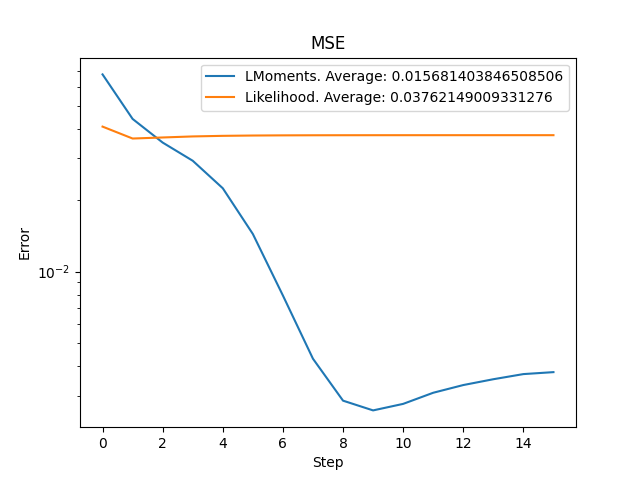 MSE
LMoments. Average: 0.015681403846508506
Likelihood. Average: 0.03762149009331276
Error
10⁻²
0 2 4 6 8 10 12 14
Step